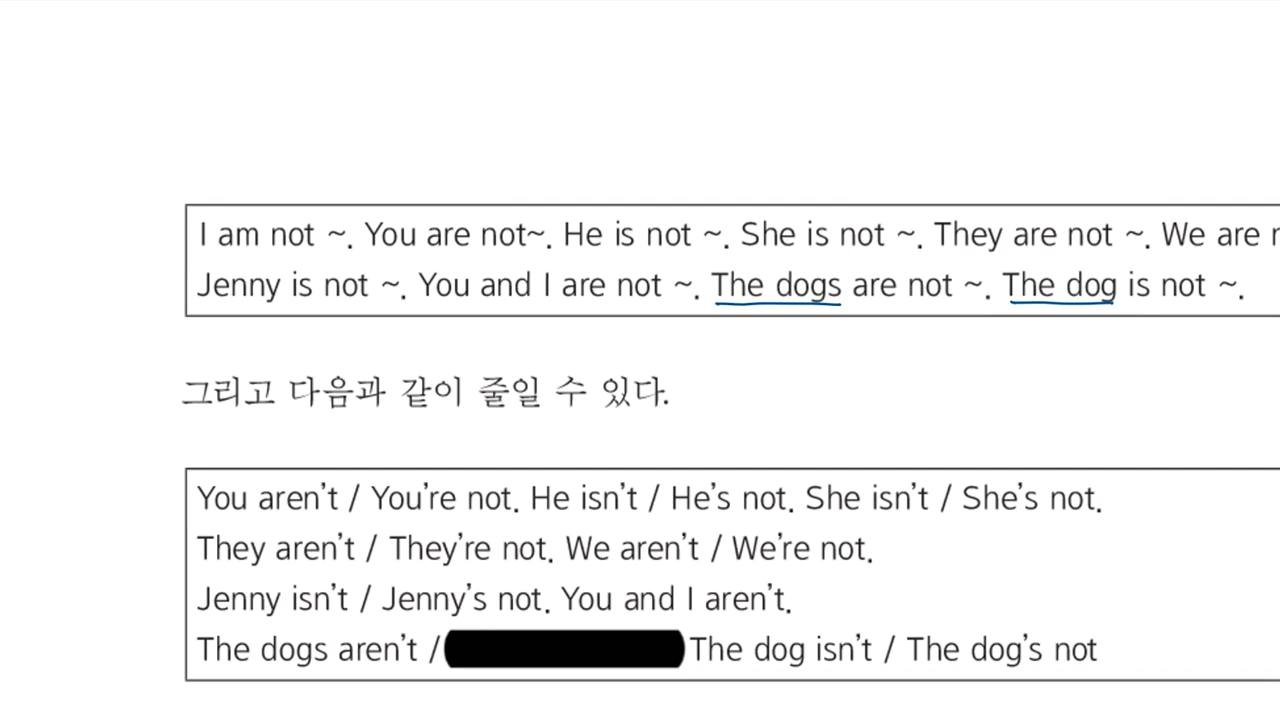 I am not ~. You are not~. He is not ~. She is not ~. They are not ~. We are
Jenny is not ~. You and I are not ~. The dogs are not ~. The dog is not ~.
그리고 다음과 같이 줄일 수 있다.
You aren’t / You’re not. He isn’t / He’s not. She isn’t / She’s not.
They aren’t / They’re not. We aren’t / We’re not.
Jenny isn’t / Jenny’s not. You and I aren’t.
The dogs aren’t / The dog isn’t / The dog’s not